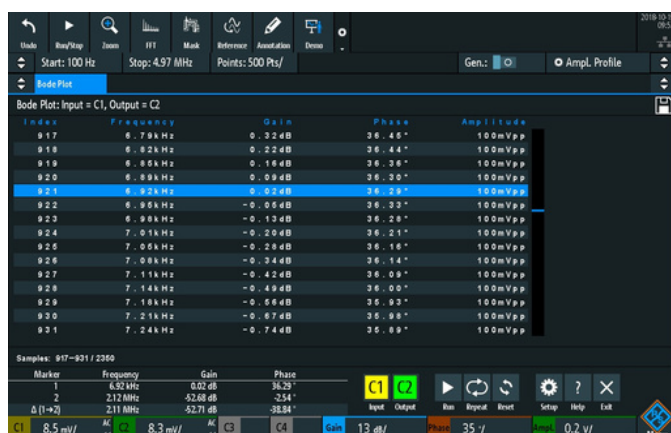 2018-10-1
09:5
Undo Run/Stop Zoom FFT Mask Reference Annotation Demo
Start: 100 Hz Stop: 4.97 MHz Points: 500 Pts/ Gen.: Ampl. Profile
Bode Plot
Bode Plot: Input = C1, Output = C2
Index Frequency Gain Phase Amplitude
917 6.79kHz 0.32dB 36.45° 100mVpp
918 6.82kHz 0.22dB 36.44° 100mVpp
919 6.85kHz 0.16dB 36.36° 100mVpp
920 6.89kHz 0.09dB 36.30° 100mVpp
921 6.92kHz 0.02dB 36.29° 100mVpp
922 6.95kHz -0.05dB 36.33° 100mVpp
923 6.98kHz -0.13dB 36.28° 100mVpp
924 7.01kHz -0.20dB 36.21° 100mVpp
925 7.05kHz -0.28dB 36.16° 100mVpp
926 7.08kHz -0.34dB 36.14° 100mVpp
927 7.11kHz -0.42dB 36.09° 100mVpp
928 7.14kHz -0.49dB 36.00° 100mVpp
929 7.18kHz -0.56dB 35.93° 100mVpp
930 7.21kHz -0.67dB 35.98° 100mVpp
931 7.24kHz -0.74dB 35.89° 100mVpp
Samples: 917-931 / 2350
Marker Frequency Gain Phase
1 6.92 kHz 0.02 dB 36.29 °
2 2.12 MHz -52.68 dB -2.54 °
Δ (1→2) 2.11 MHz -52.71 dB -38.84 °
C1 C2
Input Output Run Repeat Reset Setup Help Exit
C1 8.5 mV/ AC C2 8.3 mV/ AC C3 C4 Gain 13 dB/ Phase 35 °/ Ampl. 0.2 V/